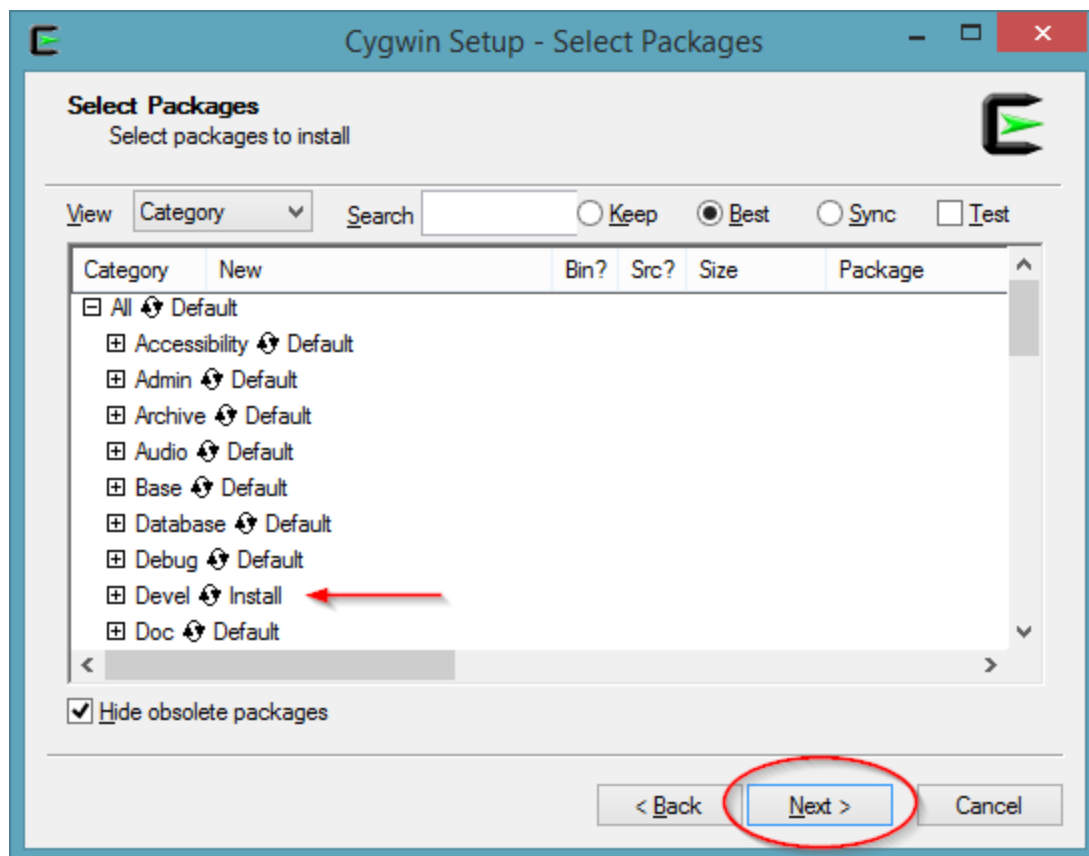 Cygwin Setup - Select Packages
Select Packages
Select packages to install
View Category Search Keep Best Sync Test
Category New Bin? Src? Size Package
All Default
Accessibility Default
Admin Default
Archive Default
Audio Default
Base Default
Database Default
Debug Default
Devel Install
Doc Default
Hide obsolete packages
< Back Next > Cancel